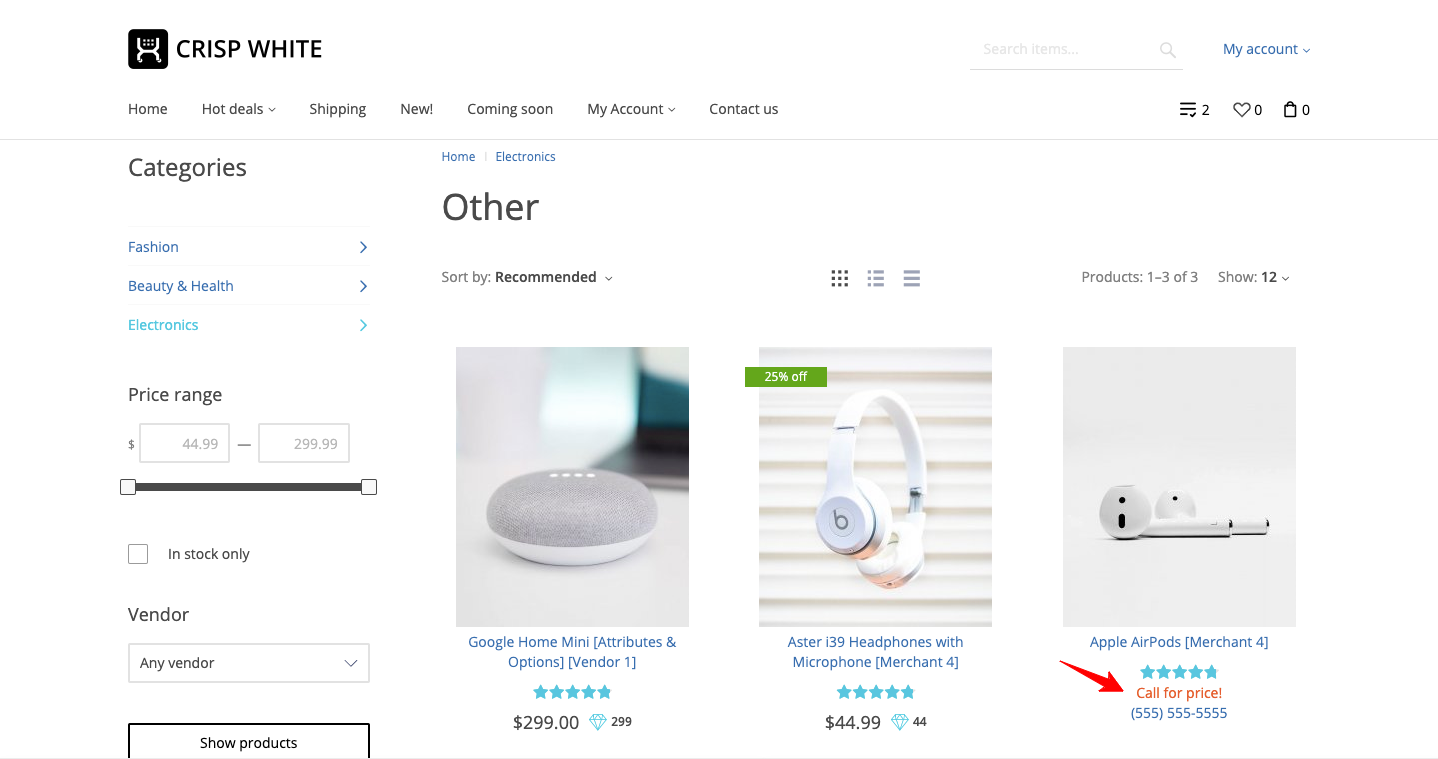 CRISP WHITE
Search items...
My account
Home
Hot deals
Shipping
New!
Coming soon
My Account
Contact us
2
0
0
Categories
Fashion
Beauty & Health
Electronics
Price range
$ 44.99 — 299.99
In stock only
Vendor
Any vendor
Show products
Home
Electronics
Other
Sort by: Recommended
Products: 1–3 of 3
Show: 12
Google Home Mini [Attributes &
Options] [Vendor 1]
$299.00 299
25% off
Aster i39 Headphones with
Microphone [Merchant 4]
$44.99 44
Apple AirPods [Merchant 4]
Call for price!
(555) 555-5555